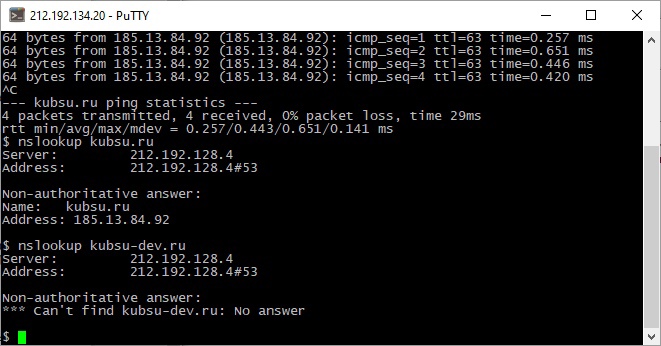 212.192.134.20 - PuTTY
64 bytes from 185.13.84.92 (185.13.84.92): icmp_seq=1 ttl=63 time=0.257 ms
64 bytes from 185.13.84.92 (185.13.84.92): icmp_seq=2 ttl=63 time=0.651 ms
64 bytes from 185.13.84.92 (185.13.84.92): icmp_seq=3 ttl=63 time=0.446 ms
64 bytes from 185.13.84.92 (185.13.84.92): icmp_seq=4 ttl=63 time=0.420 ms
^C
--- kubsu.ru ping statistics ---
4 packets transmitted, 4 received, 0% packet loss, time 29ms
rtt min/avg/max/mdev = 0.257/0.443/0.651/0.141 ms
$ nslookup kubsu.ru
Server:         212.192.128.4
Address:        212.192.128.4#53

Non-authoritative answer:
Name:   kubsu.ru
Address: 185.13.84.92

$ nslookup kubsu-dev.ru
Server:         212.192.128.4
Address:        212.192.128.4#53

Non-authoritative answer:
*** Can't find kubsu-dev.ru: No answer

$